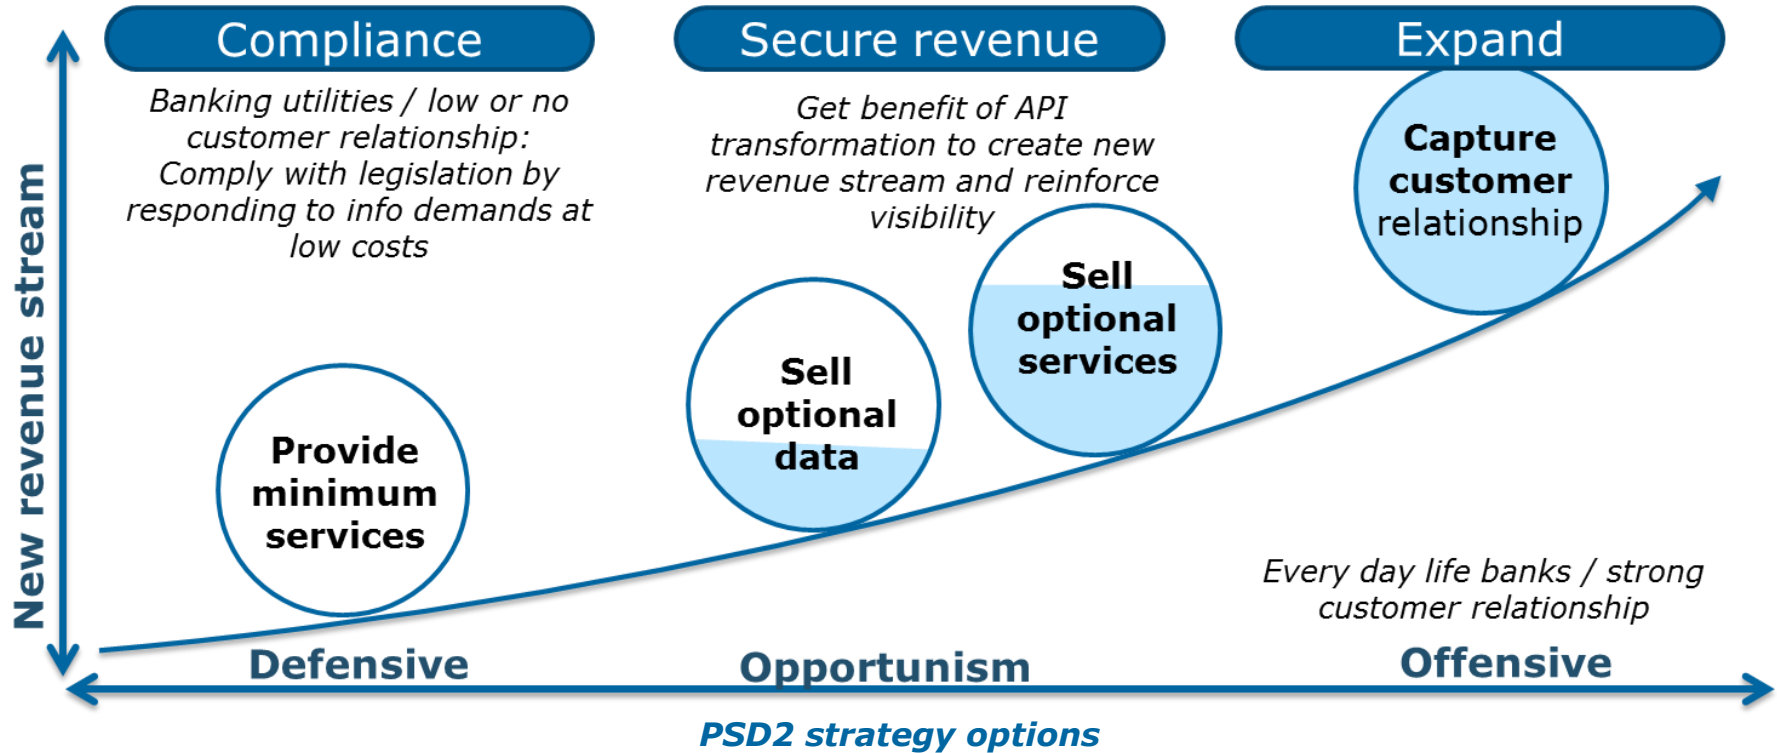 Compliance
Banking utilities / low or no
customer relationship:
Comply with legislation by
responding to info demands at
low costs
Secure revenue
Get benefit of API
transformation to create new
revenue stream and reinforce
visibility
Expand
Capture
customer
relationship
Sell
optional
services
Sell
optional
data
Provide
minimum
services
Every day life banks / strong
customer relationship
New revenue stream
Defensive
Opportunism
Offensive
PSD2 strategy options